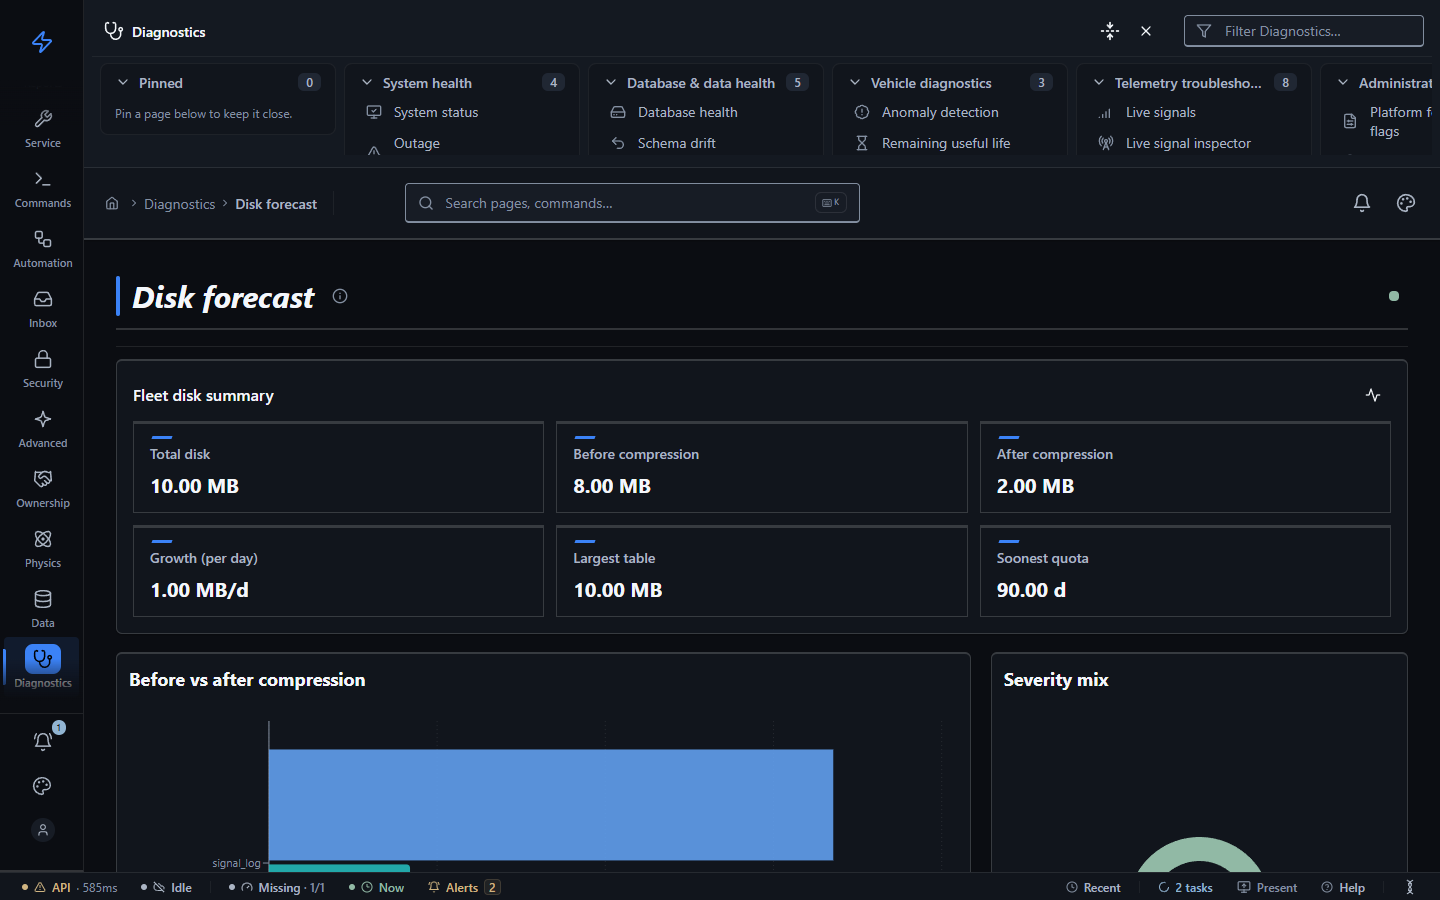 Diagnostics
Filter Diagnostics...
Pinned 0
Pin a page below to keep it close.
System health 4
System status
Outage
Database & data health 5
Database health
Schema drift
Vehicle diagnostics 3
Anomaly detection
Remaining useful life
Telemetry troublesho... 8
Live signals
Live signal inspector
Administrat
Platform f
flags
Service
Commands
Automation
Inbox
Security
Advanced
Ownership
Physics
Data
Diagnostics
1
Diagnostics
Disk forecast
Search pages, commands...
K
Disk forecast
Fleet disk summary
Total disk
10.00 MB
Before compression
8.00 MB
After compression
2.00 MB
Growth (per day)
1.00 MB/d
Largest table
10.00 MB
Soonest quota
90.00 d
Before vs after compression
signal_log
Severity mix
API · 585ms
Idle
Missing · 1/1
Now
Alerts 2
Recent
2 tasks
Present
Help